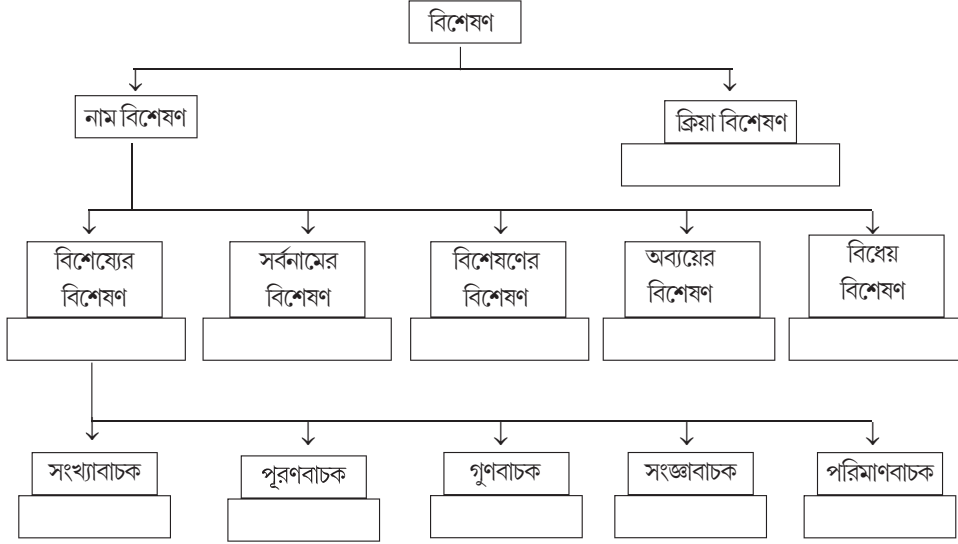 বিশেষণ
নাম বিশেষণ
ক্রিয়া বিশেষণ
বিশেষ্যের
বিশেষণ
সর্বনামের
বিশেষণ
বিশেষণের
বিশেষণ
অব্যয়ের
বিশেষণ
বিধেয়
বিশেষণ
সংখ্যাবাচক
পূরণবাচক
গুণবাচক
সংজ্ঞাবাচক
পরিমাণবাচক